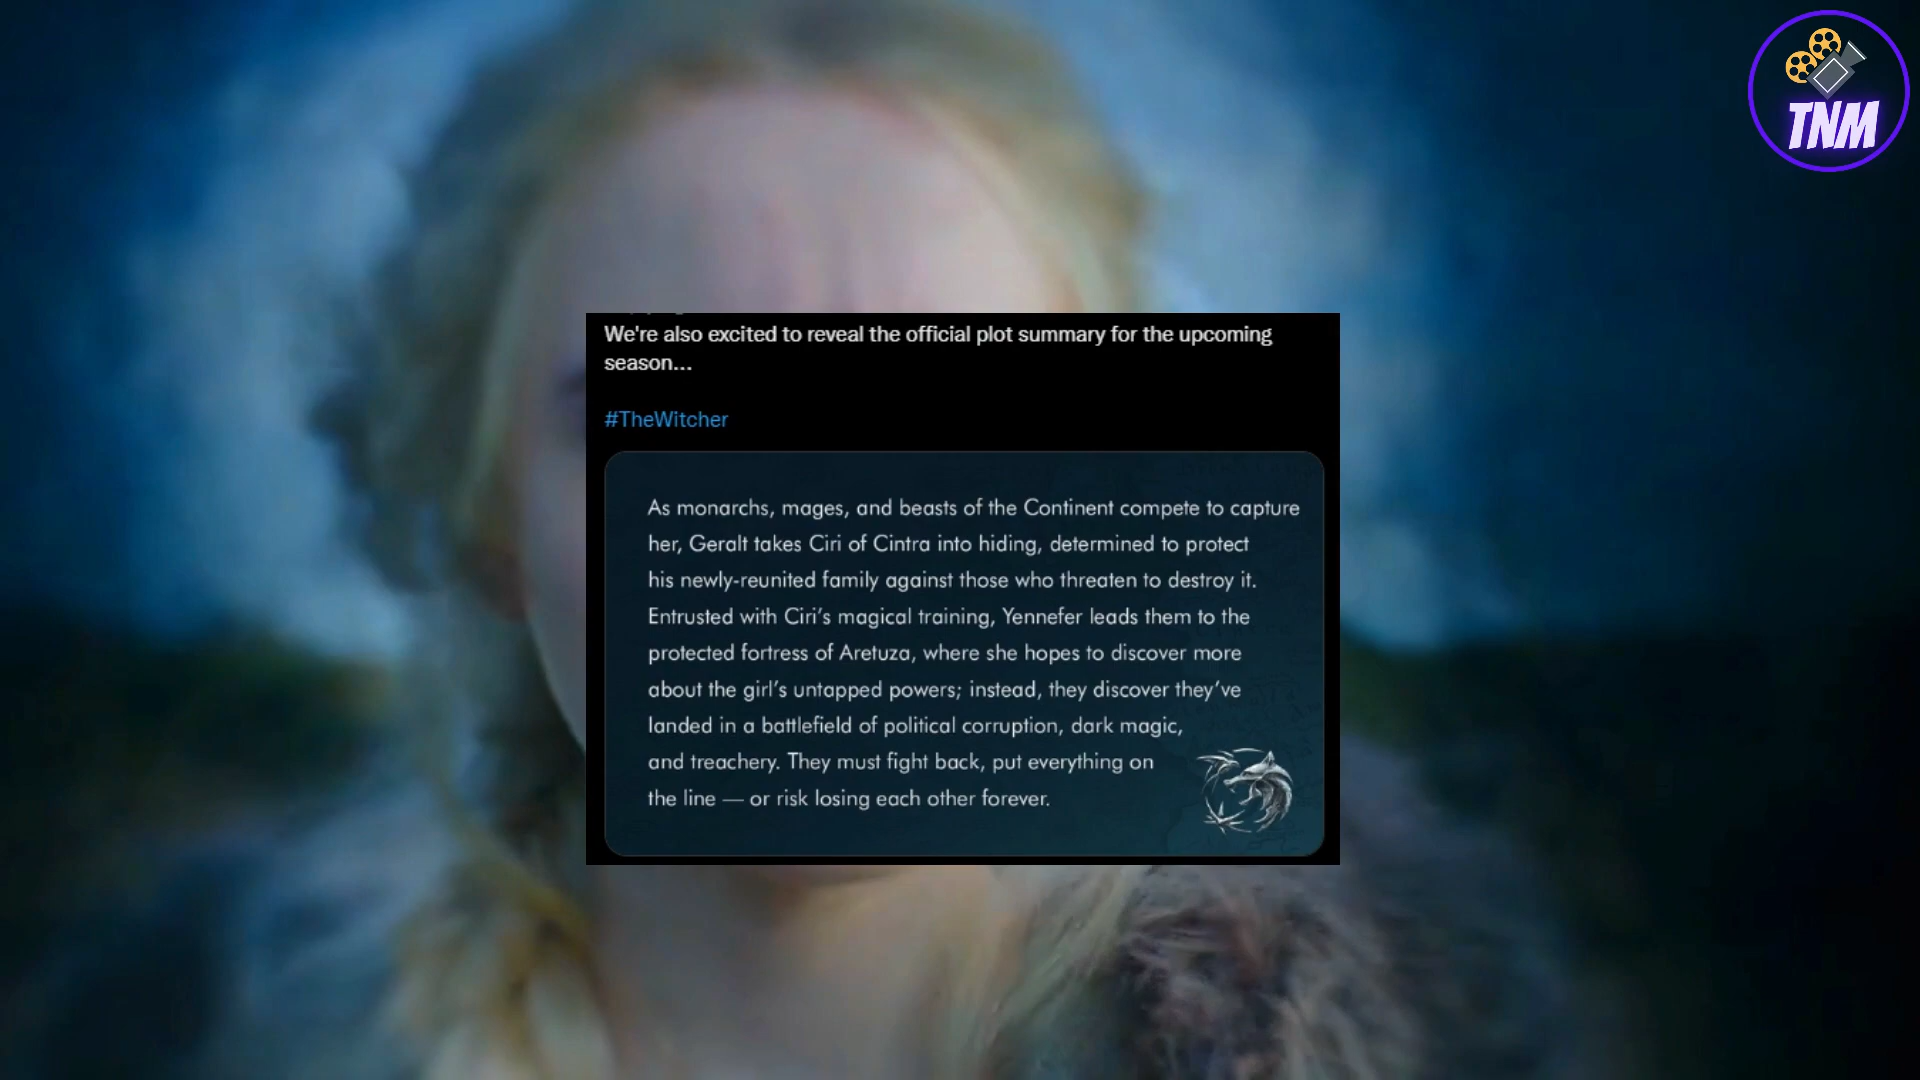 TNM
We're also excited to reveal the official plot summary for the upcoming
season...
#TheWitcher
As monarchs, mages, and beasts of the Continent compete to capture
her, Geralt takes Ciri of Cintra into hiding, determined to protect
his newly-reunited family against those who threaten to destroy it.
Entrusted with Ciri's magical training, Yennefer leads them to the
protected fortress of Aretuza, where she hopes to discover more
about the girl's untapped powers; instead, they discover they've
landed in a battlefield of political corruption, dark magic,
and treachery. They must fight back, put everything on
the line — or risk losing each other forever.